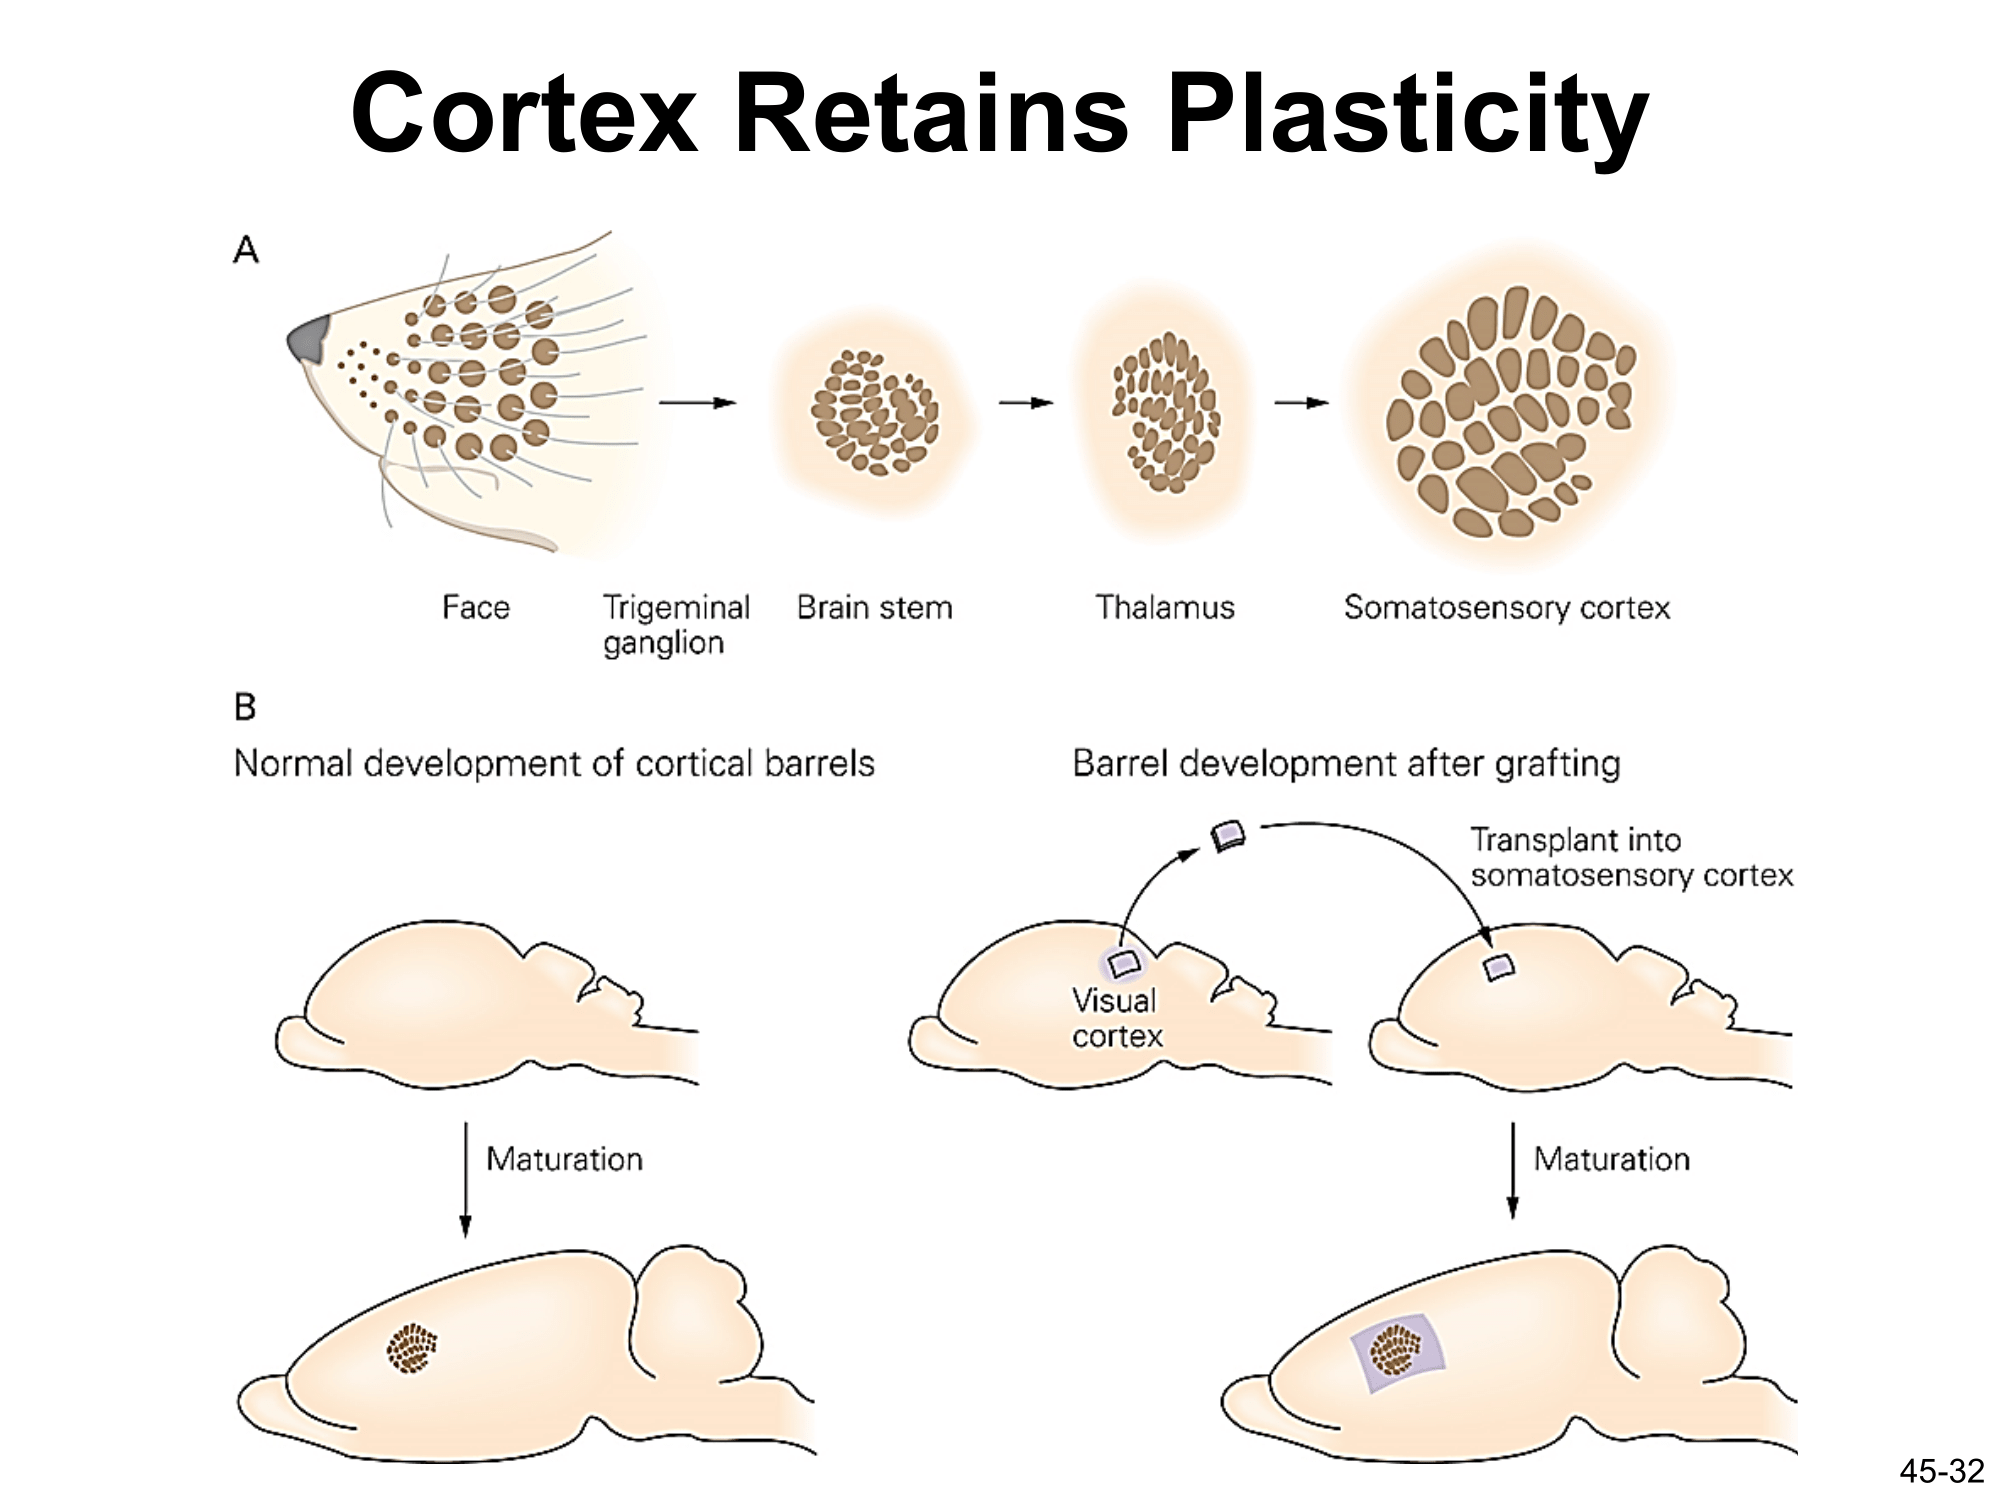 Cortex Retains Plasticity
A
Face
Trigeminal
ganglion
Brain stem
Thalamus
Somatosensory cortex
B
Normal development of cortical barrels
Barrel development after grafting
Transplant into
somatosensory cortex
Visual
cortex
Maturation
Maturation
45-32